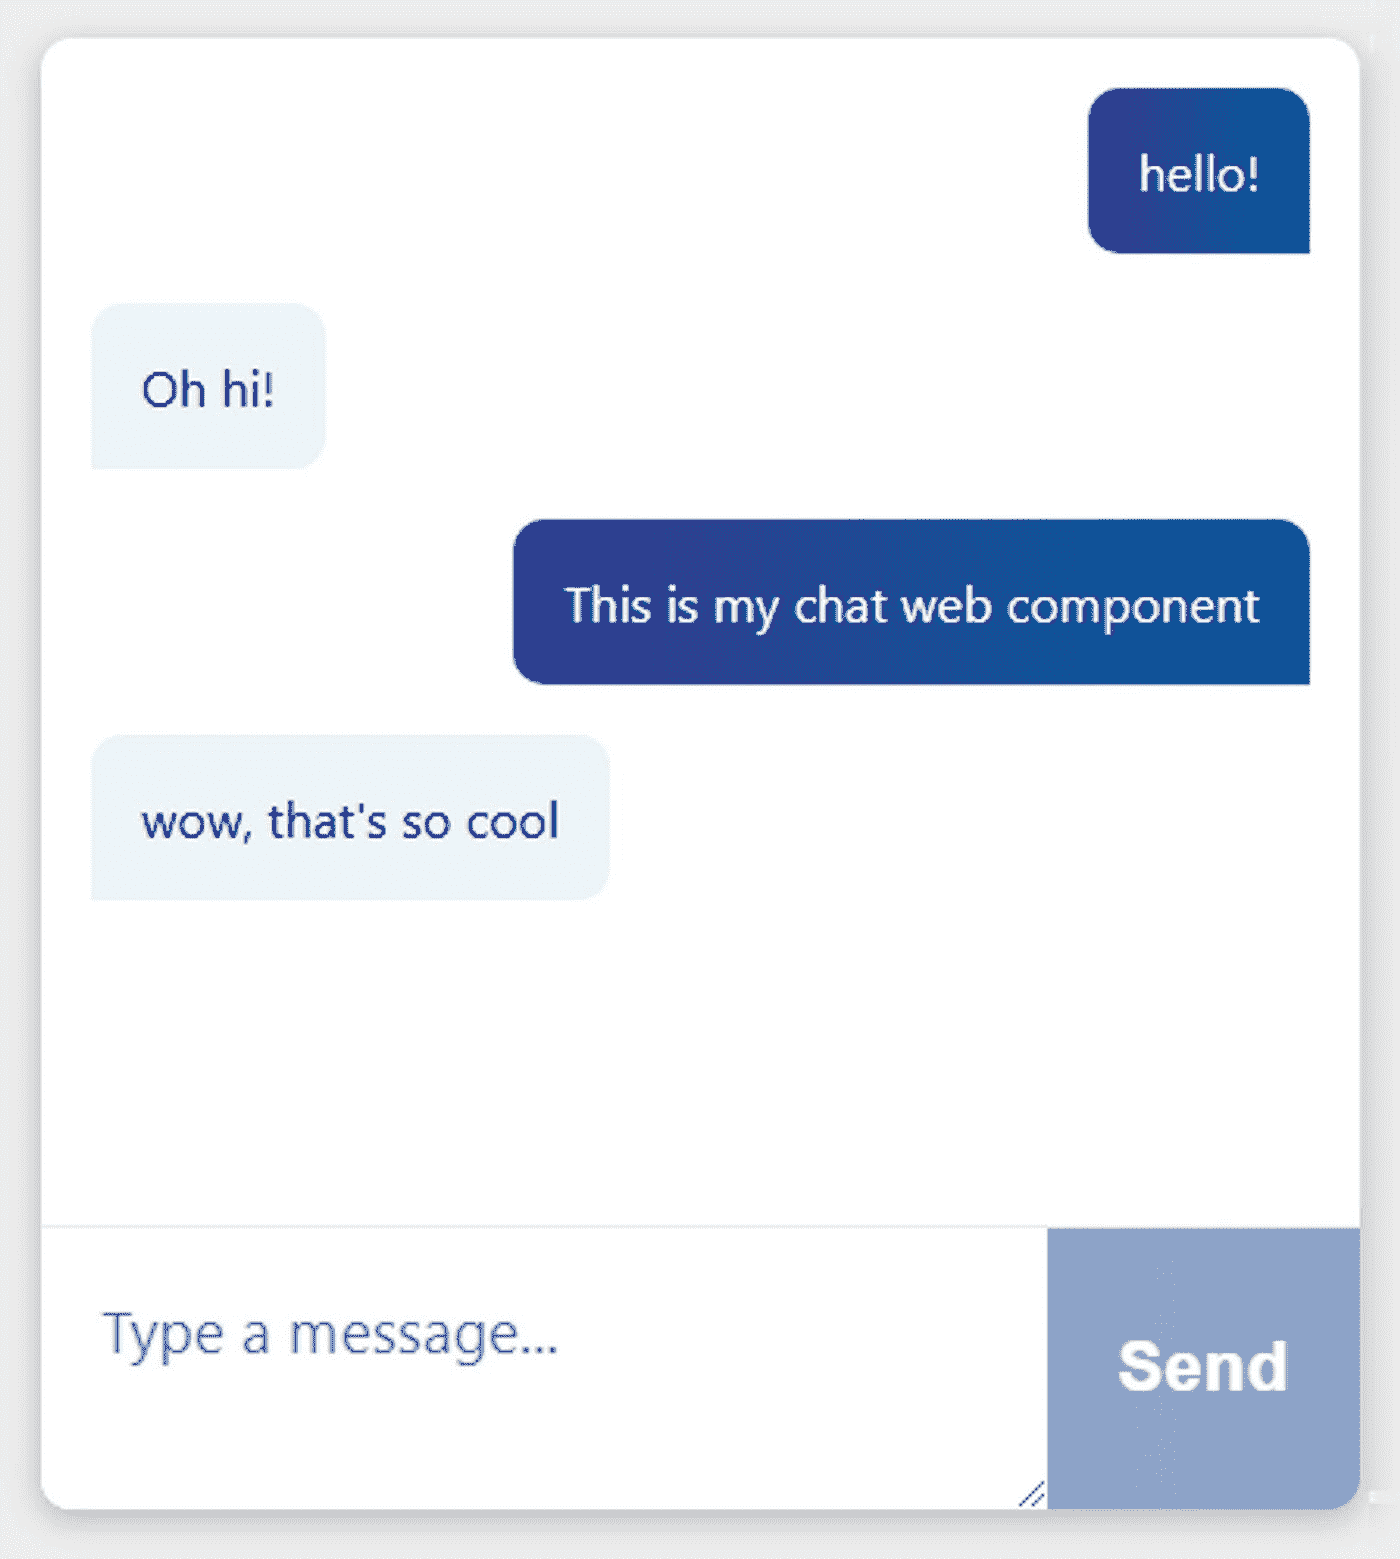 hello!
Oh hi!
This is my chat web component
wow, that's so cool
Type a message...
Send